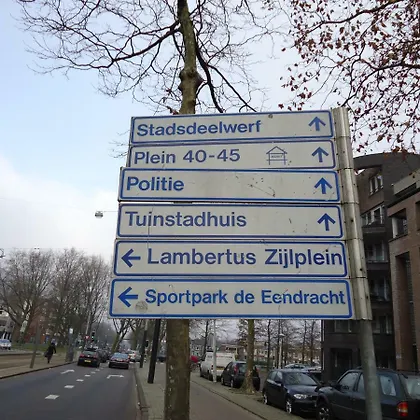 Stadsdeelwerf
Plein 40-45
Politie
Tuinstadhuis
Lambertus Zijlplein
Sportpark de Eendracht